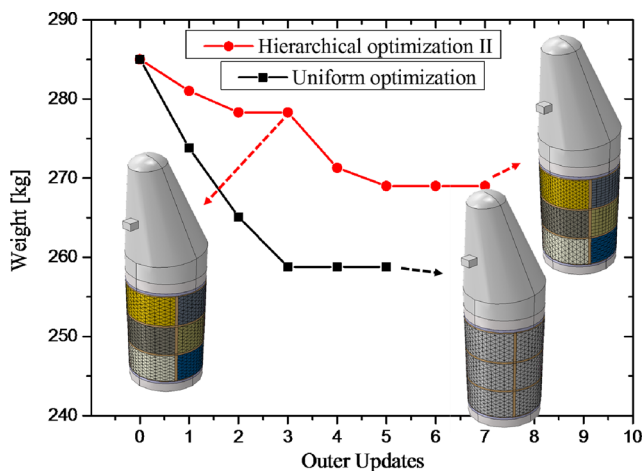 Hierarchical optimization II
Uniform optimization
Weight [kg]
290
280
270
260
250
240
0 1 2 3 4 5 6 7 8 9 10
Outer Updates